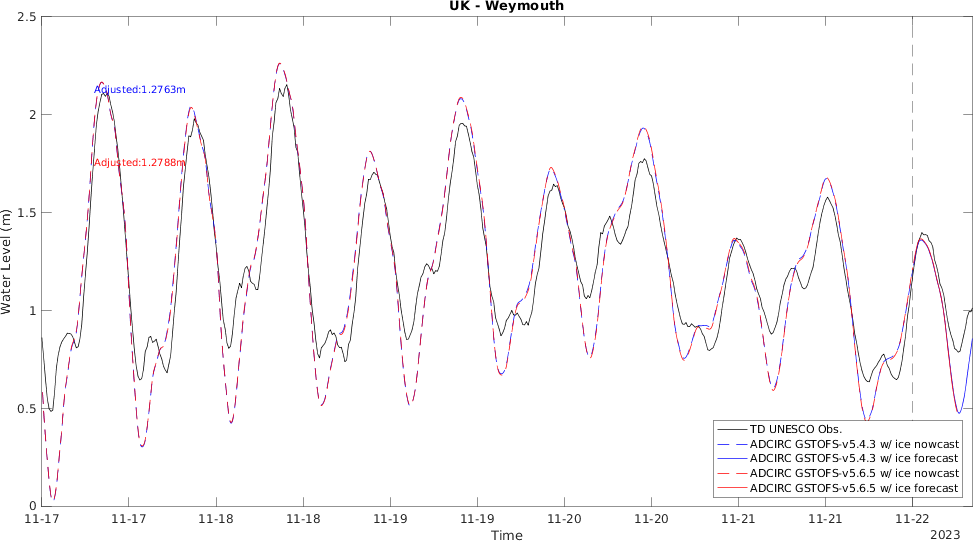 UK - Weymouth
2.5
2
1.5
1
0.5
0
Water Level (m)
Adjusted:1.2763m
Adjusted:1.2788m
TD UNESCO Obs.
ADCIRC GSTOFS-v5.4.3 w/ ice nowcast
ADCIRC GSTOFS-v5.4.3 w/ ice forecast
ADCIRC GSTOFS-v5.6.5 w/ ice nowcast
ADCIRC GSTOFS-v5.6.5 w/ ice forecast
11-17 11-17 11-18 11-18 11-19 11-19 11-20 11-20 11-21 11-21 11-22
Time
2023